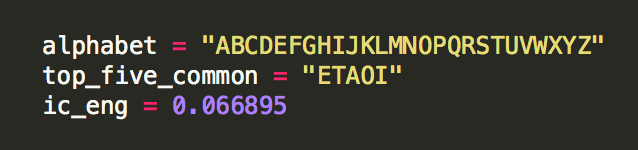 alphabet = "ABCDEFGHIJKLMNOPQRSTUVWXYZ"
top_five_common = "ETAOI"
ic_eng = 0.066895